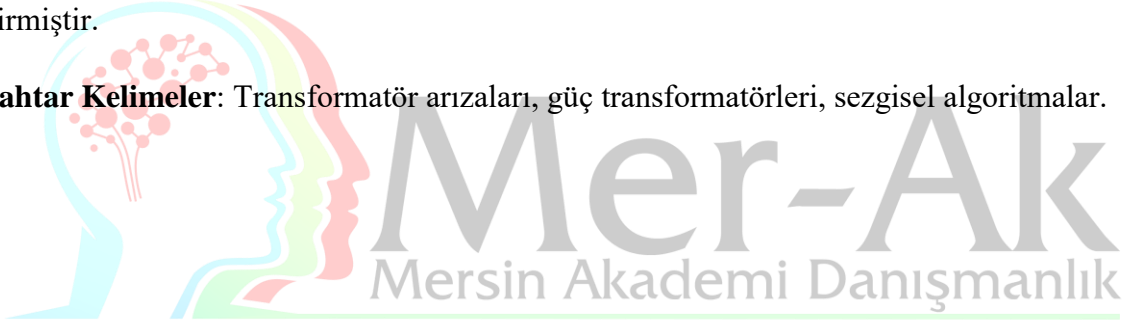 irmiştir.
ahtar Kelimeler: Transformatör arızaları, güç transformatörleri, sezgisel algoritmalar.
Mer-Ak
Mersin Akademi Danışmanlık